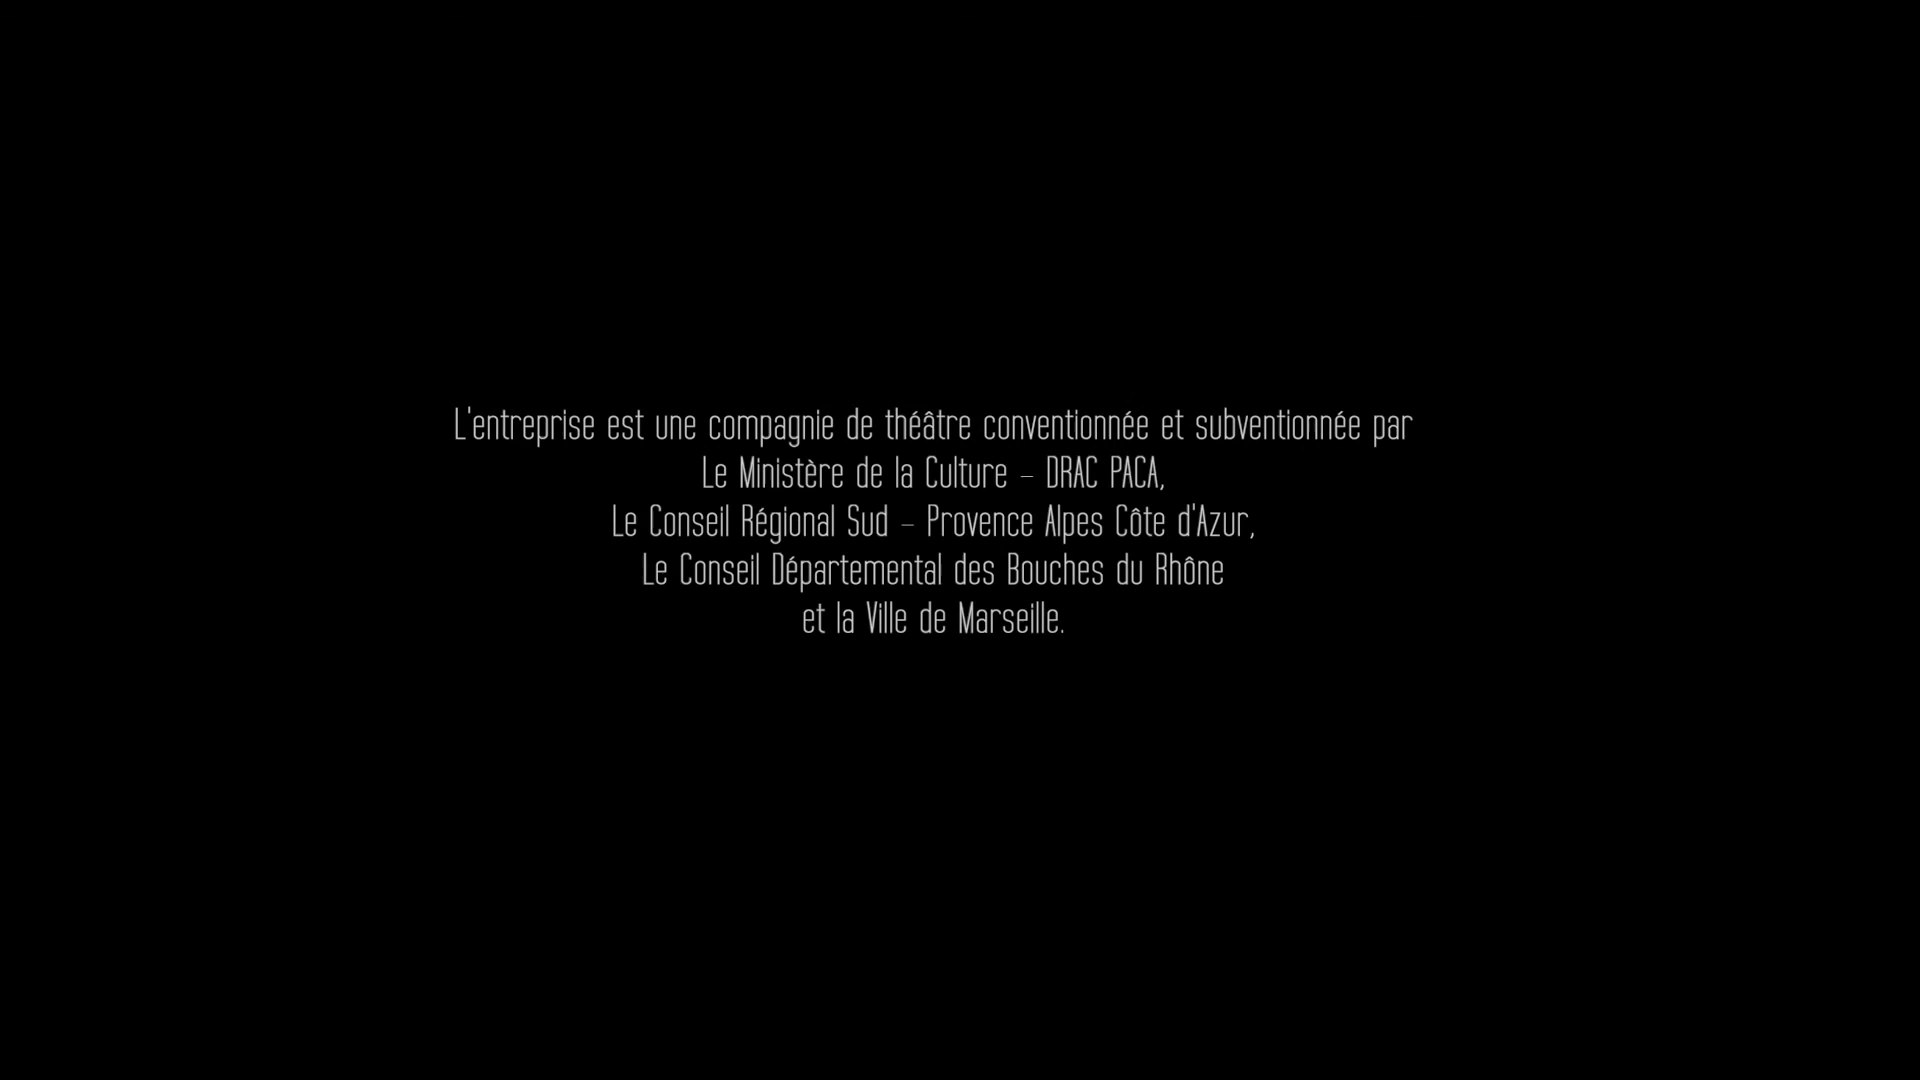 L'entreprise est une compagnie de théâtre conventionnée et subventionnée par
Le Ministère de la Culture – DRAC PACA,
Le Conseil Régional Sud – Provence Alpes Côte d'Azur,
Le Conseil Départemental des Bouches du Rhône
et la Ville de Marseille.